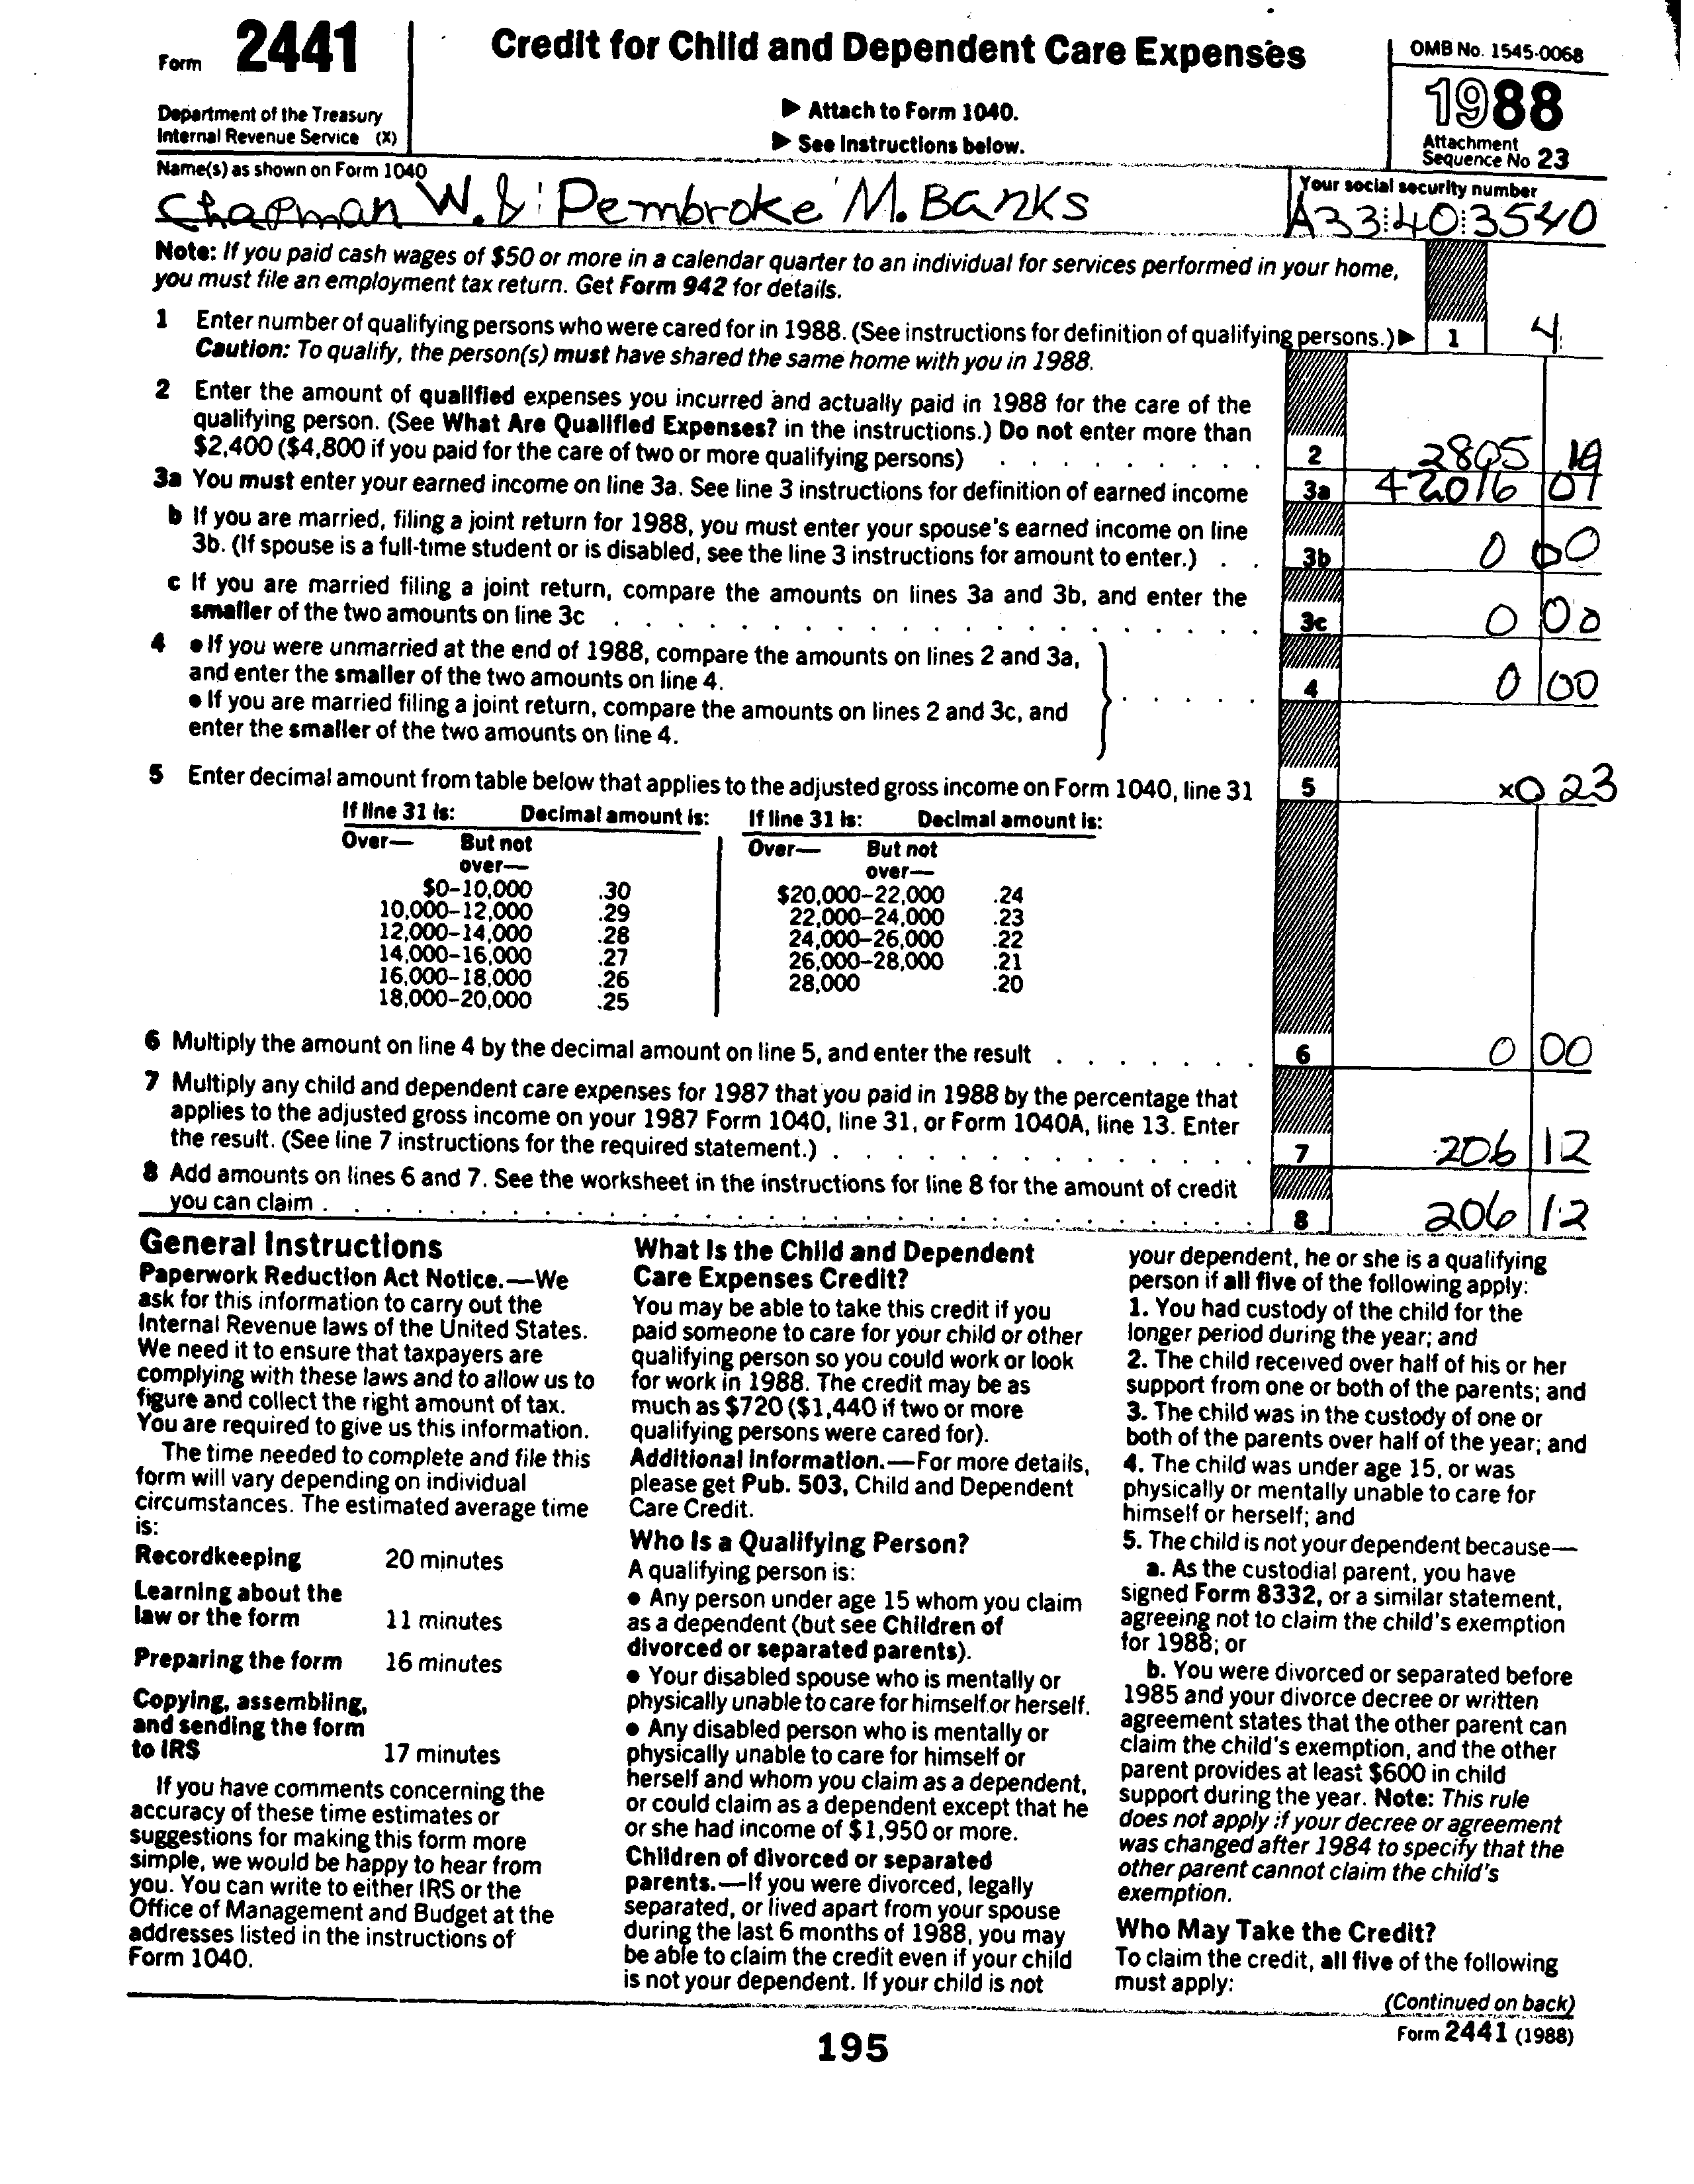 Form 2441
Department of the Treasury
Internal Revenue Service (X)
Credit for Child and Dependent Care Expenses
▶ Attach to Form 1040.
▶ See Instructions below.
OMB No. 1545-0068
1988
Attachment
Sequence No 23
Name(s) as shown on Form 1040
Chapman W. & Pembroke M. Banks
Your social security number
A33 40 3540
Note: If you paid cash wages of $50 or more in a calendar quarter to an individual for services performed in your home,
you must file an employment tax return. Get Form 942 for details.
1 Enter number of qualifying persons who were cared for in 1988. (See instructions for definition of qualifying persons.) ▶ 1 4
Caution: To qualify, the person(s) must have shared the same home with you in 1988.
2 Enter the amount of qualified expenses you incurred and actually paid in 1988 for the care of the
qualifying person. (See What Are Qualified Expenses? in the instructions.) Do not enter more than
$2,400 ($4,800 if you paid for the care of two or more qualifying persons) . . . . . . . . . 2 2805 19
3a You must enter your earned income on line 3a. See line 3 instructions for definition of earned income 3a 42016 07
b If you are married, filing a joint return for 1988, you must enter your spouse's earned income on line
3b. (If spouse is a full-time student or is disabled, see the line 3 instructions for amount to enter.) . . 3b 0 00
c If you are married filing a joint return, compare the amounts on lines 3a and 3b, and enter the
smaller of the two amounts on line 3c . . . . . . . . . . . . . . . . . . . . 3c 0 00
4 • If you were unmarried at the end of 1988, compare the amounts on lines 2 and 3a,
and enter the smaller of the two amounts on line 4. 4 0 00
• If you are married filing a joint return, compare the amounts on lines 2 and 3c, and
enter the smaller of the two amounts on line 4.
5 Enter decimal amount from table below that applies to the adjusted gross income on Form 1040, line 31 5 x0 23
If line 31 is: Decimal amount is: If line 31 is: Decimal amount is:
Over— But not Over— But not
over— over—
$0–10,000 .30 $20,000–22,000 .24
10,000–12,000 .29 22,000–24,000 .23
12,000–14,000 .28 24,000–26,000 .22
14,000–16,000 .27 26,000–28,000 .21
16,000–18,000 .26 28,000 .20
18,000–20,000 .25
6 Multiply the amount on line 4 by the decimal amount on line 5, and enter the result . . . . . . . 6 0 00
7 Multiply any child and dependent care expenses for 1987 that you paid in 1988 by the percentage that
applies to the adjusted gross income on your 1987 Form 1040, line 31, or Form 1040A, line 13. Enter
the result. (See line 7 instructions for the required statement.) . . . . . . . . . . . . . 7 206 12
8 Add amounts on lines 6 and 7. See the worksheet in the instructions for line 8 for the amount of credit
you can claim . . . . . . . . . . . . . . . . . . . . . . . . . . . . . 8 206 12
General Instructions
Paperwork Reduction Act Notice.—We
ask for this information to carry out the
Internal Revenue laws of the United States.
We need it to ensure that taxpayers are
complying with these laws and to allow us to
figure and collect the right amount of tax.
You are required to give us this information.
The time needed to complete and file this
form will vary depending on individual
circumstances. The estimated average time
is:
Recordkeeping 20 minutes
Learning about the
law or the form 11 minutes
Preparing the form 16 minutes
Copying, assembling,
and sending the form
to IRS 17 minutes
If you have comments concerning the
accuracy of these time estimates or
suggestions for making this form more
simple, we would be happy to hear from
you. You can write to either IRS or the
Office of Management and Budget at the
addresses listed in the instructions of
Form 1040.
What Is the Child and Dependent
Care Expenses Credit?
You may be able to take this credit if you
paid someone to care for your child or other
qualifying person so you could work or look
for work in 1988. The credit may be as
much as $720 ($1,440 if two or more
qualifying persons were cared for).
Additional Information.—For more details,
please get Pub. 503, Child and Dependent
Care Credit.
Who Is a Qualifying Person?
A qualifying person is:
• Any person under age 15 whom you claim
as a dependent (but see Children of
divorced or separated parents).
• Your disabled spouse who is mentally or
physically unable to care for himself or herself.
• Any disabled person who is mentally or
physically unable to care for himself or
herself and whom you claim as a dependent,
or could claim as a dependent except that he
or she had income of $1,950 or more.
Children of divorced or separated
parents.—If you were divorced, legally
separated, or lived apart from your spouse
during the last 6 months of 1988, you may
be able to claim the credit even if your child
is not your dependent. If your child is not
your dependent, he or she is a qualifying
person if all five of the following apply:
1. You had custody of the child for the
longer period during the year; and
2. The child received over half of his or her
support from one or both of the parents; and
3. The child was in the custody of one or
both of the parents over half of the year; and
4. The child was under age 15, or was
physically or mentally unable to care for
himself or herself; and
5. The child is not your dependent because—
a. As the custodial parent, you have
signed Form 8332, or a similar statement,
agreeing not to claim the child's exemption
for 1988; or
b. You were divorced or separated before
1985 and your divorce decree or written
agreement states that the other parent can
claim the child's exemption, and the other
parent provides at least $600 in child
support during the year. Note: This rule
does not apply if your decree or agreement
was changed after 1984 to specify that the
other parent cannot claim the child's
exemption.
Who May Take the Credit?
To claim the credit, all five of the following
must apply:
(Continued on back)
Form 2441 (1988)
195